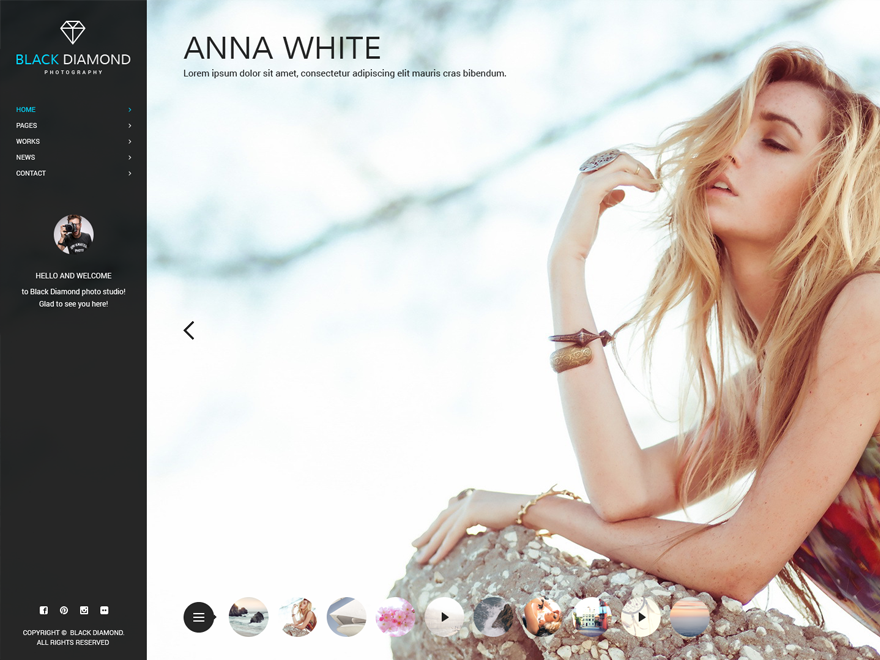 BLACK DIAMOND
PHOTOGRAPHY
HOME
PAGES
WORKS
NEWS
CONTACT
HELLO AND WELCOME
to Black Diamond photo studio!
Glad to see you here!
COPYRIGHT © BLACK DIAMOND.
ALL RIGHTS RESERVED
ANNA WHITE
Lorem ipsum dolor sit amet, consectetur adipiscing elit mauris cras bibendum.